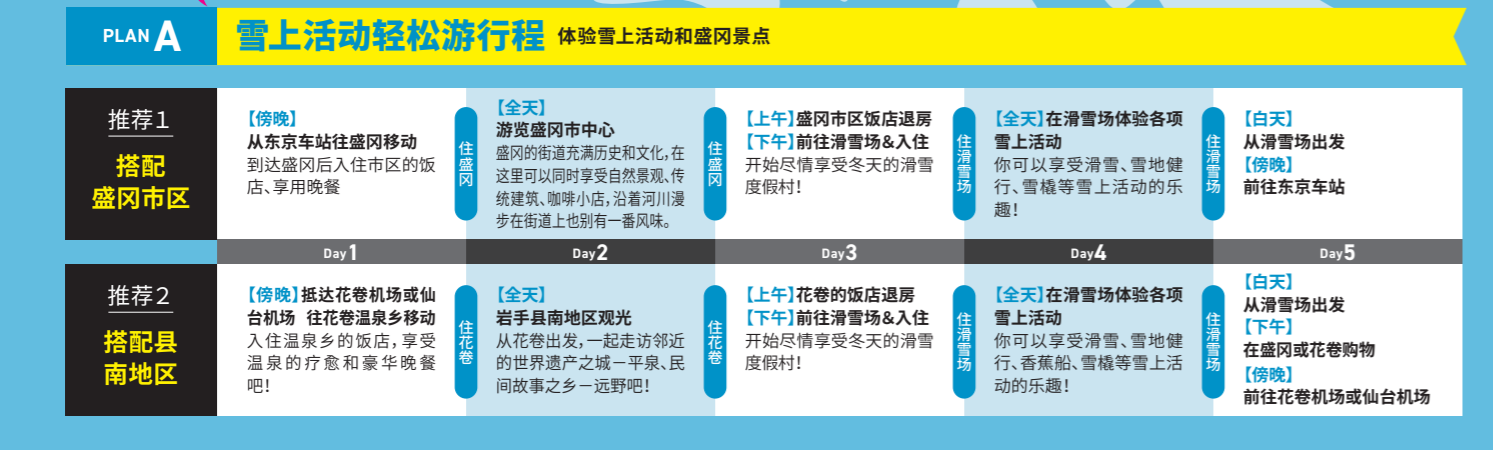 PLAN A
雪上活动轻松游行程 体验雪上活动和盛冈景点
推荐1
搭配
盛冈市区
【傍晚】
从东京车站往盛冈移动
到达盛冈后入住市区的饭
店、享用晚餐
住盛冈
【全天】
游览盛冈市中心
盛冈的街道充满历史和文化，在
这里可以同时享受自然景观、传
统建筑、咖啡小店，沿着河川漫
步在街道上也别有一番风味。
住盛冈
【上午】盛冈市区饭店退房
【下午】前往滑雪场&入住
开始尽情享受冬天的滑雪
度假村！
住滑雪场
【全天】在滑雪场体验各项
雪上活动
你可以享受滑雪、雪地健
行、雪橇等雪上活动的乐
趣！
住滑雪场
【白天】
从滑雪场出发
【傍晚】
前往东京车站
Day1
Day2
Day3
Day4
Day5
推荐2
搭配县
南地区
【傍晚】抵达花卷机场或仙
台机场 往花卷温泉乡移动
入住温泉乡的饭店，享受
温泉的疗愈和豪华晚餐
吧！
住花卷
【全天】
岩手县南地区观光
从花卷出发，一起走访邻近
的世界遗产之城－平泉、民
间故事之乡－远野吧！
住花卷
【上午】花卷的饭店退房
【下午】前往滑雪场&入住
开始尽情享受冬天的滑雪
度假村！
住滑雪场
【全天】在滑雪场体验各项
雪上活动
你可以享受滑雪、雪地健
行、香蕉船、雪橇等雪上活
动的乐趣！
住滑雪场
【白天】
从滑雪场出发
【下午】
在盛冈或花卷购物
【傍晚】
前往花卷机场或仙台机场